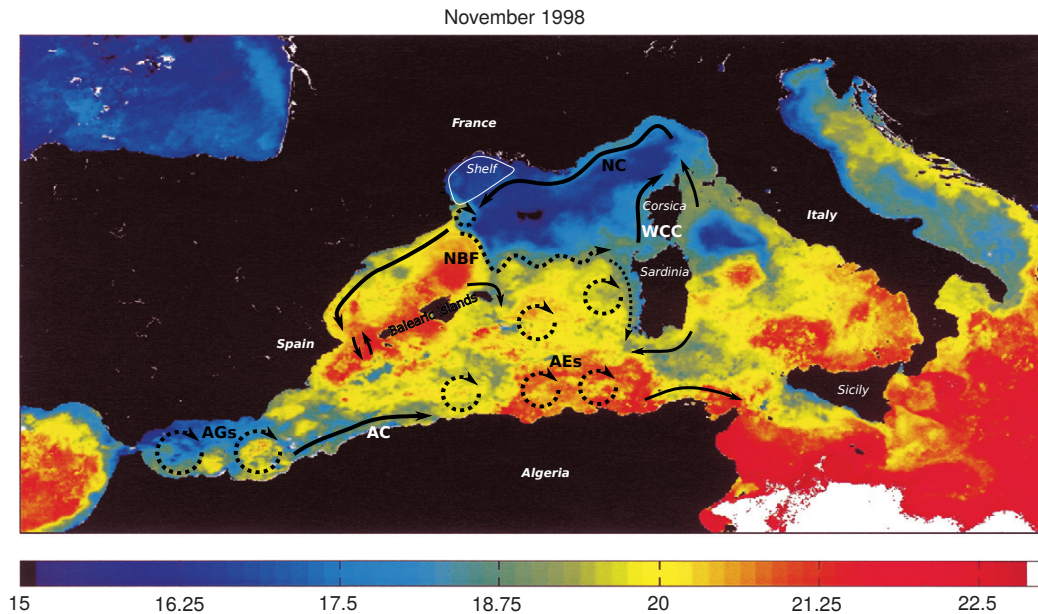 November 1998
France
Shelf
NC
Corsica
Italy
WCC
NBF
Sardinia
Balearic Islands
Spain
AEs
Sicily
AGs
AC
Algeria
15 16.25 17.5 18.75 20 21.25 22.5